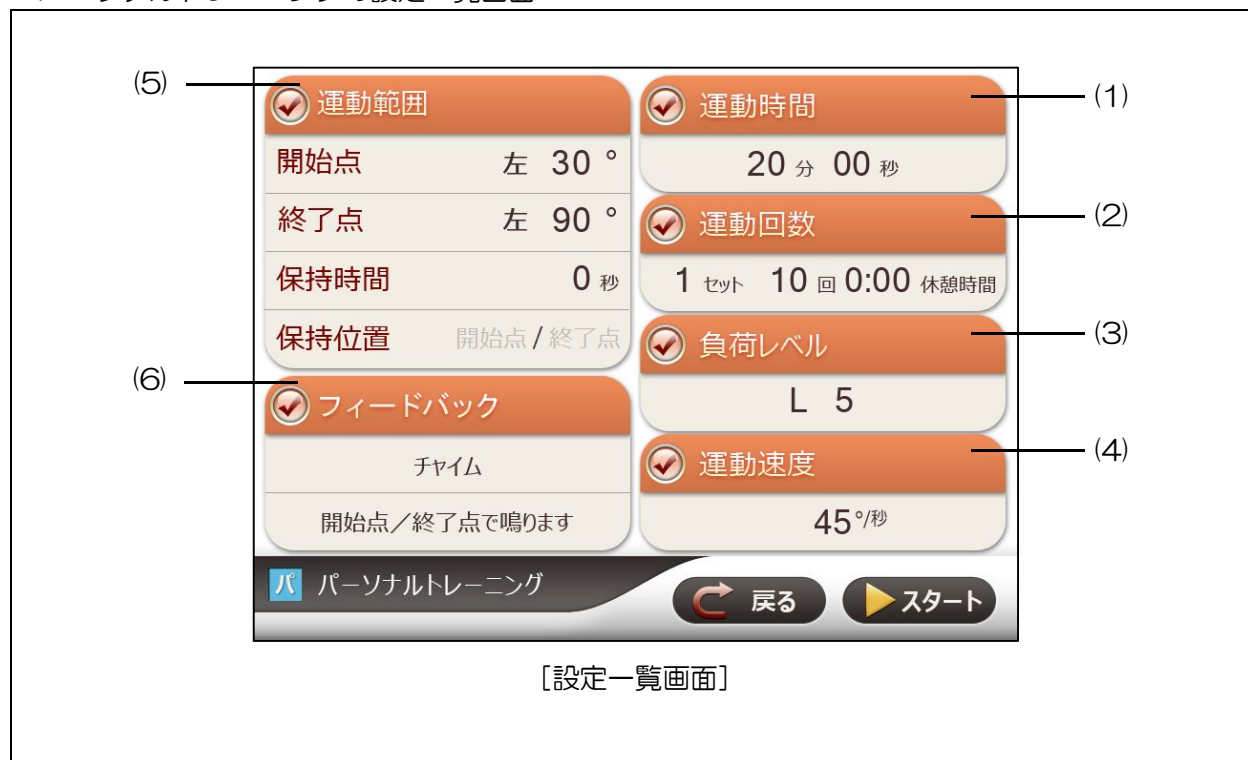 (5)
運動範囲
開始点 左 30 °
終了点 左 90 °
保持時間 0 秒
保持位置 開始点 / 終了点
(6)
フィードバック
チャイム
開始点／終了点で鳴ります
運動時間
(1)
20 分 00 秒
運動回数
(2)
1 セット 10 回 0:00 休憩時間
負荷レベル
(3)
L 5
運動速度
(4)
45°/秒
パ パーソナルトレーニング
戻る
スタート
[設定一覧画面]